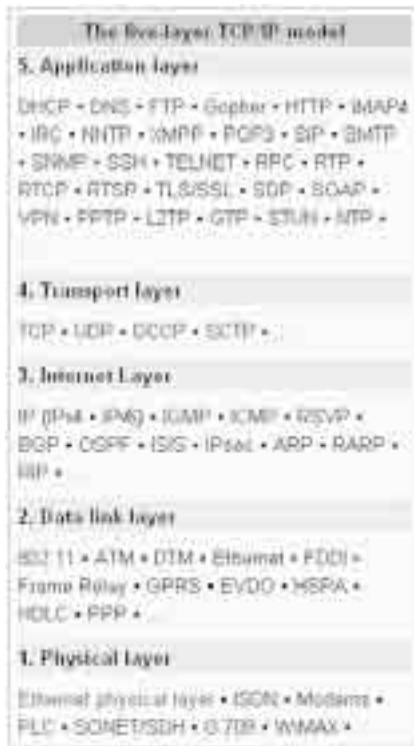 The five-layer TCP/IP model
5. Application layer
DHCP • DNS • FTP • Gopher • HTTP • IMAP4
• IRC • NNTP • XMPP • POP3 • SIP • SMTP
• SNMP • SSH • TELNET • RPC • RTP •
RTCP • RTSP • TLS/SSL • SDP • SOAP •
VPN • PPTP • L2TP • GTP • STUN • NTP •
4. Transport layer
TCP • UDP • DCCP • SCTP •
3. Internet Layer
IP (IPv4 • IPv6) • IGMP • ICMP • RSVP •
BGP • OSPF • ISIS • IPsec • ARP • RARP •
RIP •
2. Data link layer
802.11 • ATM • DTM • Ethernet • FDDI •
Frame Relay • GPRS • EVDO • HSPA •
HDLC • PPP •
1. Physical layer
Ethernet physical layer • ISDN • Modems •
PLC • SONET/SDH • G.709 • WiMAX •